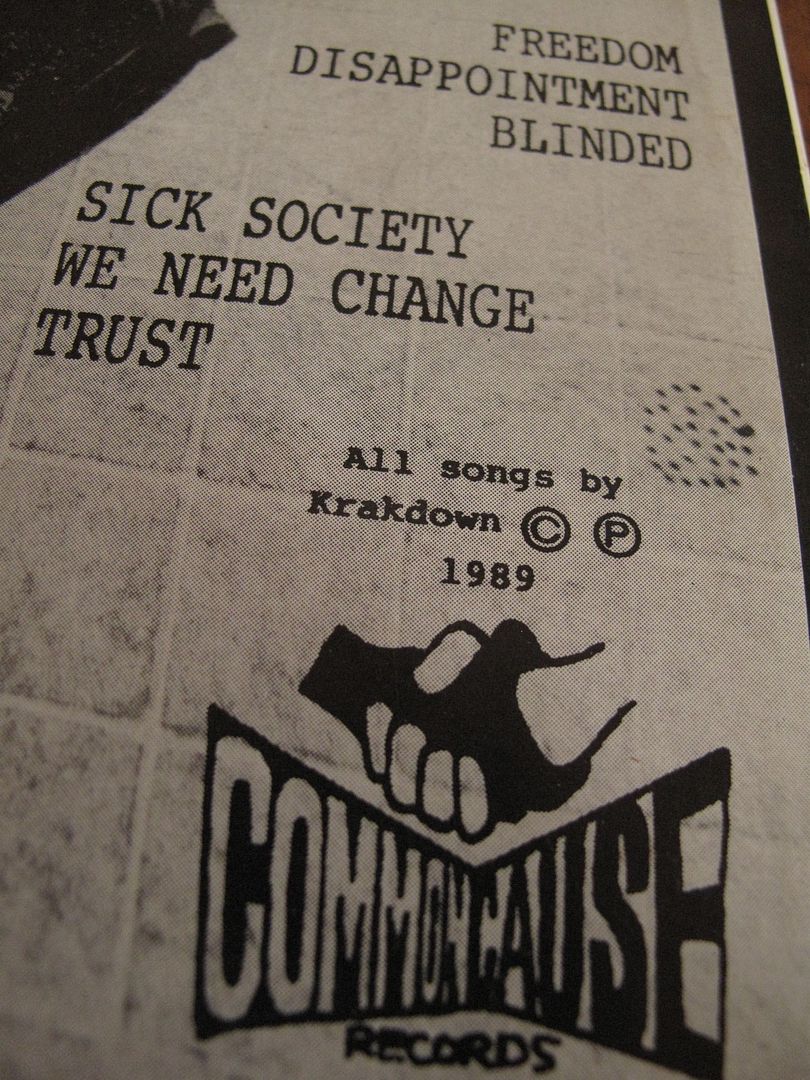 FREEDOM
DISAPPOINTMENT
BLINDED
SICK SOCIETY
WE NEED CHANGE
TRUST
All songs by
Krakdown © Ⓟ
1989
COMMON CAUSE
RECORDS